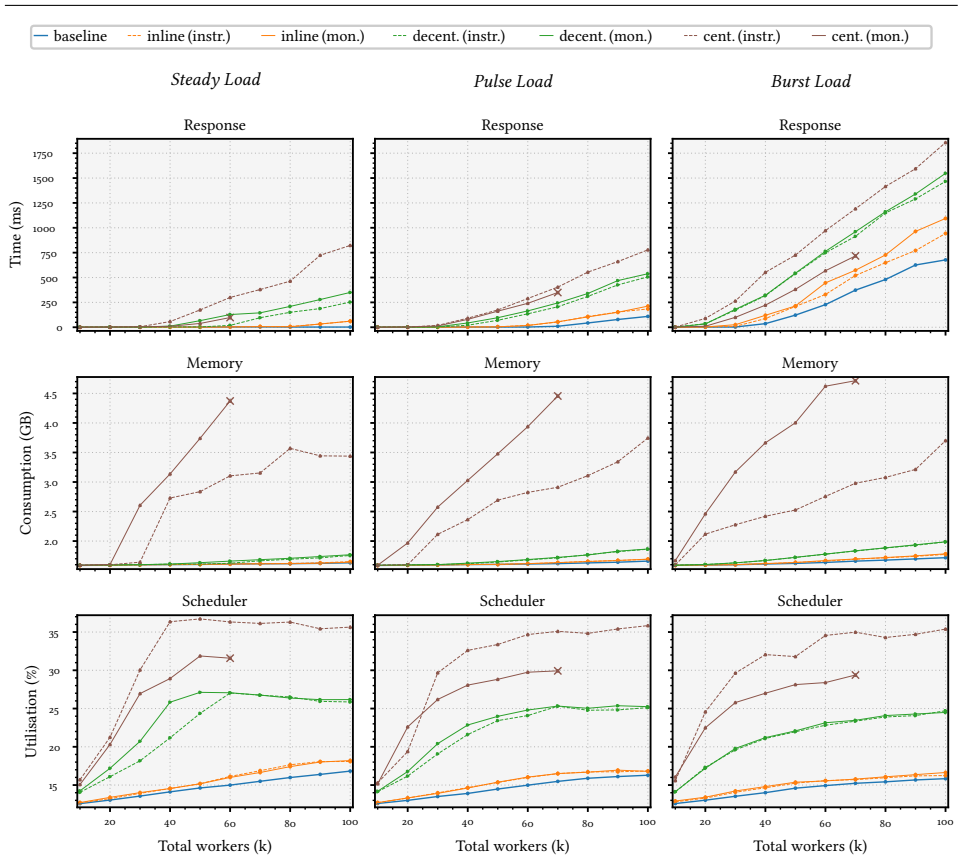 baseline inline (instr.) inline (mon.) decent. (instr.) decent. (mon.) cent. (instr.) cent. (mon.)
Steady Load Pulse Load Burst Load
Response Response Response
Time (ms)
1750
1500
1250
1000
750
500
250
0
Memory Memory Memory
Consumption (GB)
4.5
4.0
3.5
3.0
2.5
2.0
Scheduler Scheduler Scheduler
Utilisation (%)
35
30
25
20
15
20 40 60 80 100 20 40 60 80 100 20 40 60 80 100
Total workers (k) Total workers (k) Total workers (k)